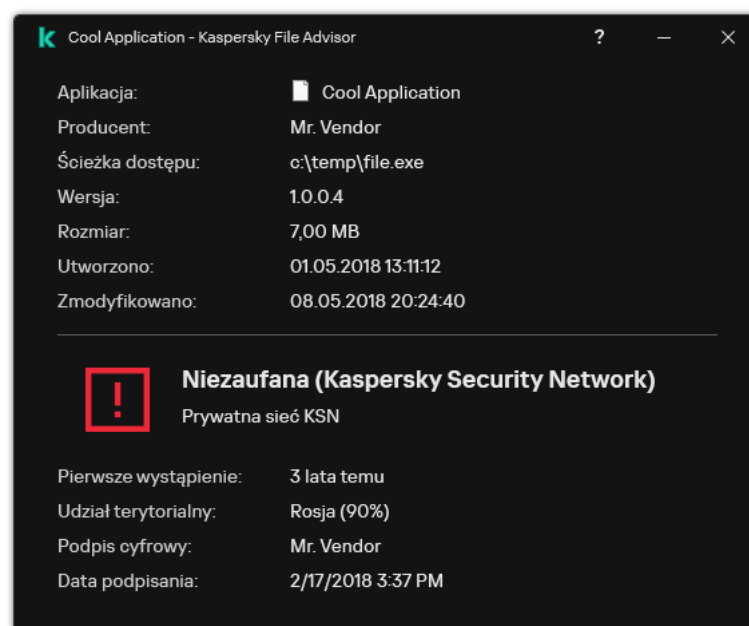 Cool Application - Kaspersky File Advisor ?
Aplikacja: Cool Application
Producent: Mr. Vendor
Ścieżka dostępu: c:\temp\file.exe
Wersja: 1.0.0.4
Rozmiar: 7,00 MB
Utworzono: 01.05.2018 13:11:12
Zmodyfikowano: 08.05.2018 20:24:40
Niezaufana (Kaspersky Security Network)
Prywatna sieć KSN
Pierwsze wystąpienie: 3 lata temu
Udział terytorialny: Rosja (90%)
Podpis cyfrowy: Mr. Vendor
Data podpisania: 2/17/2018 3:37 PM